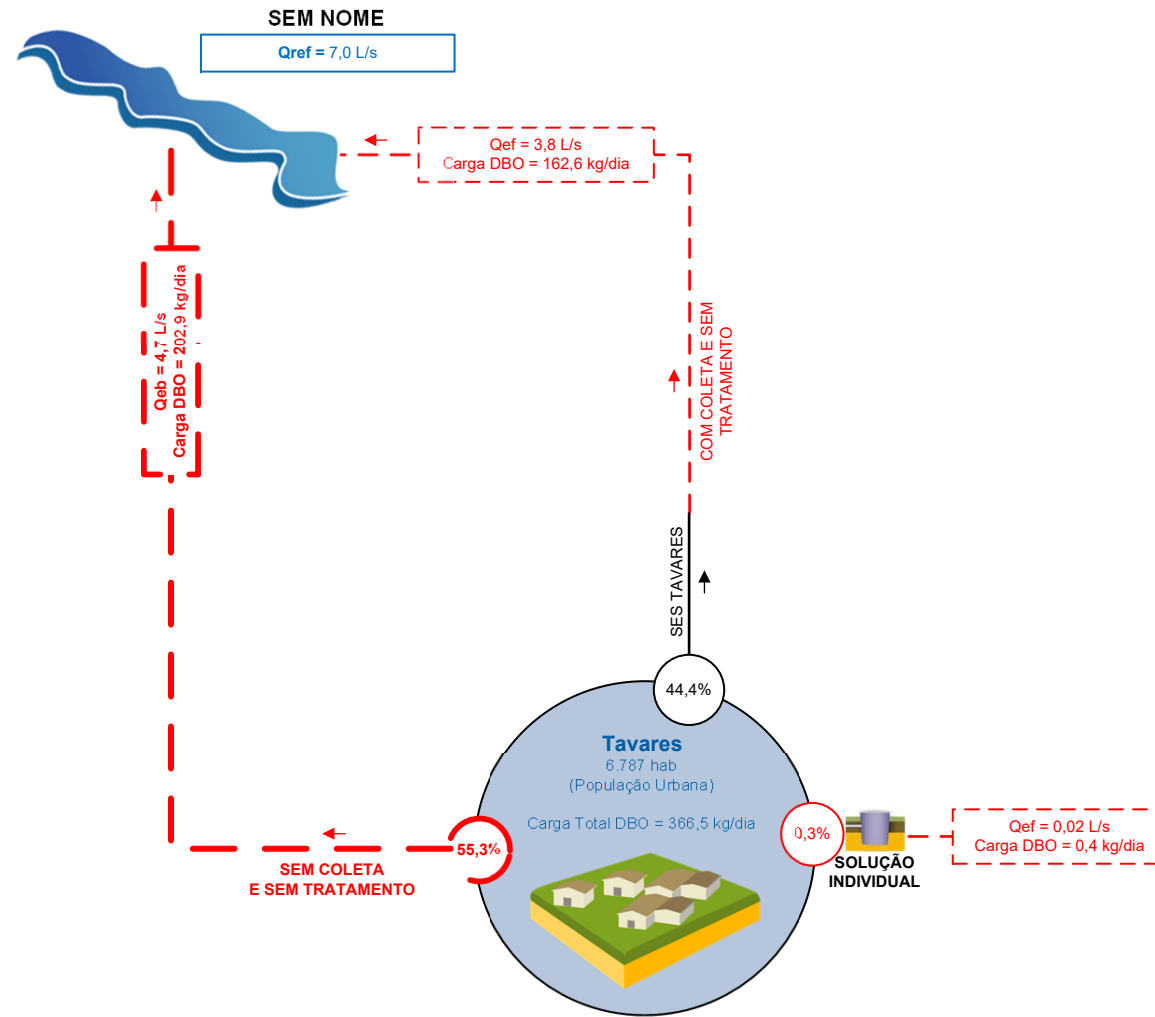 SEM NOME
Qref = 7,0 L/s
Qef = 3,8 L/s
Carga DBO = 162,6 kg/dia
Qeb = 4,7 L/s
Carga DBO = 202,9 kg/dia
COM COLETA E SEM
TRATAMENTO
SES TAVARES
44,4%
Tavares
6.787 hab
(População Urbana)
Carga Total DBO = 366,5 kg/dia
55,3%
SEM COLETA
E SEM TRATAMENTO
0,3%
SOLUÇÃO
INDIVIDUAL
Qef = 0,02 L/s
Carga DBO = 0,4 kg/dia